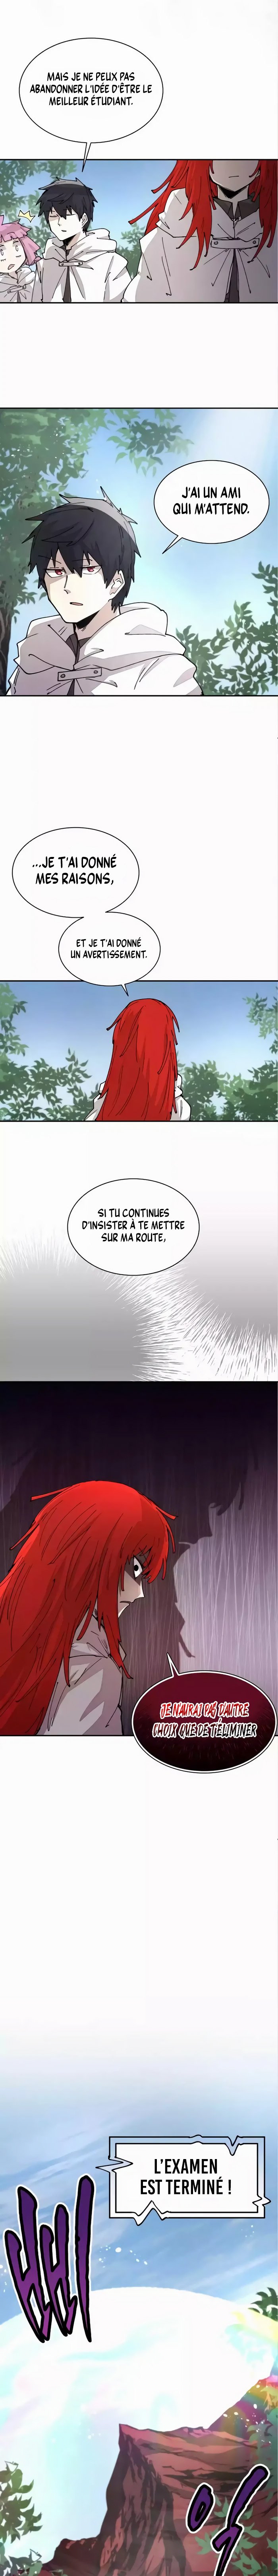 MAIS JE NE PEUX PAS
ABANDONNER L'IDÉE D'ÊTRE LE
MEILLEUR ÉTUDIANT.
J'AI UN AMI
QUI M'ATTEND.
...JE T'AI DONNÉ
MES RAISONS,
ET JE T'AI DONNÉ
UN AVERTISSEMENT.
SI TU CONTINUES
D'INSISTER À TE METTRE
SUR MA ROUTE,
JE N'AURAI PAS D'AUTRE
CHOIX QUE DE T'ÉLIMINER
L'EXAMEN
EST TERMINÉ !